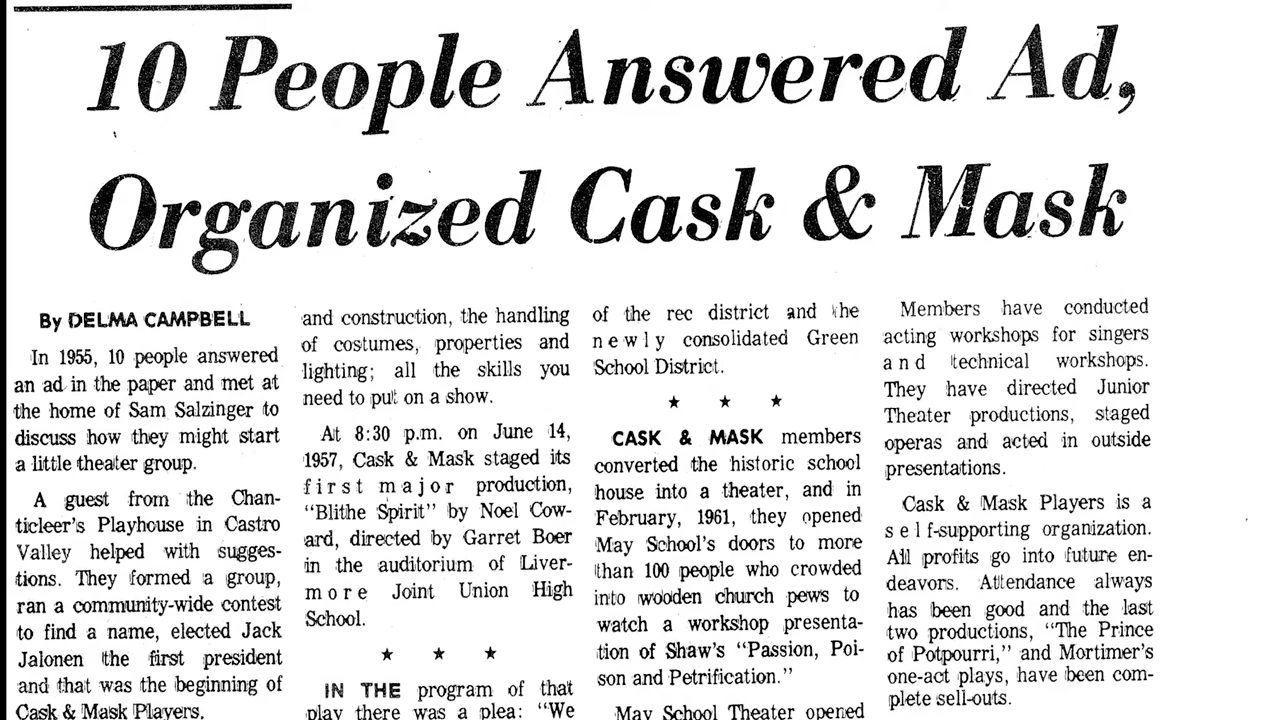 10 People Answered Ad,
Organized Cask & Mask
By DELMA CAMPBELL
In 1955, 10 people answered
an ad in the paper and met at
the home of Sam Salzinger to
discuss how they might start
a little theater group.
A guest from the Chan-
ticleer's Playhouse in Castro
Valley helped with sugges-
tions. They formed a group,
ran a community-wide contest
to find a name, elected Jack
Jalonen the first president
and that was the beginning of
Cask & Mask Players.
and construction, the handling
of costumes, properties and
lighting; all the skills you
need to put on a show.
At 8:30 p.m. on June 14,
1957, Cask & Mask staged its
first major production,
"Blithe Spirit" by Noel Cow-
ard, directed by Garret Boer
in the auditorium of Liver-
more Joint Union High
School.
★ ★ ★
IN THE program of that
play there was a plea: "We
of the rec district and the
newly consolidated Green
School District.
★ ★ ★
CASK & MASK members
converted the historic school
house into a theater, and in
February, 1961, they opened
May School's doors to more
than 100 people who crowded
into wooden church pews to
watch a workshop presenta-
tion of Shaw's "Passion, Poi-
son and Petrification."
May School Theater opened
Members have conducted
acting workshops for singers
and technical workshops.
They have directed Junior
Theater productions, staged
operas and acted in outside
presentations.
Cask & Mask Players is a
self-supporting organization.
All profits go into future en-
deavors. Attendance always
has been good and the last
two productions, "The Prince
of Potpourri," and Mortimer's
one-act plays, have been com-
plete sell-outs.